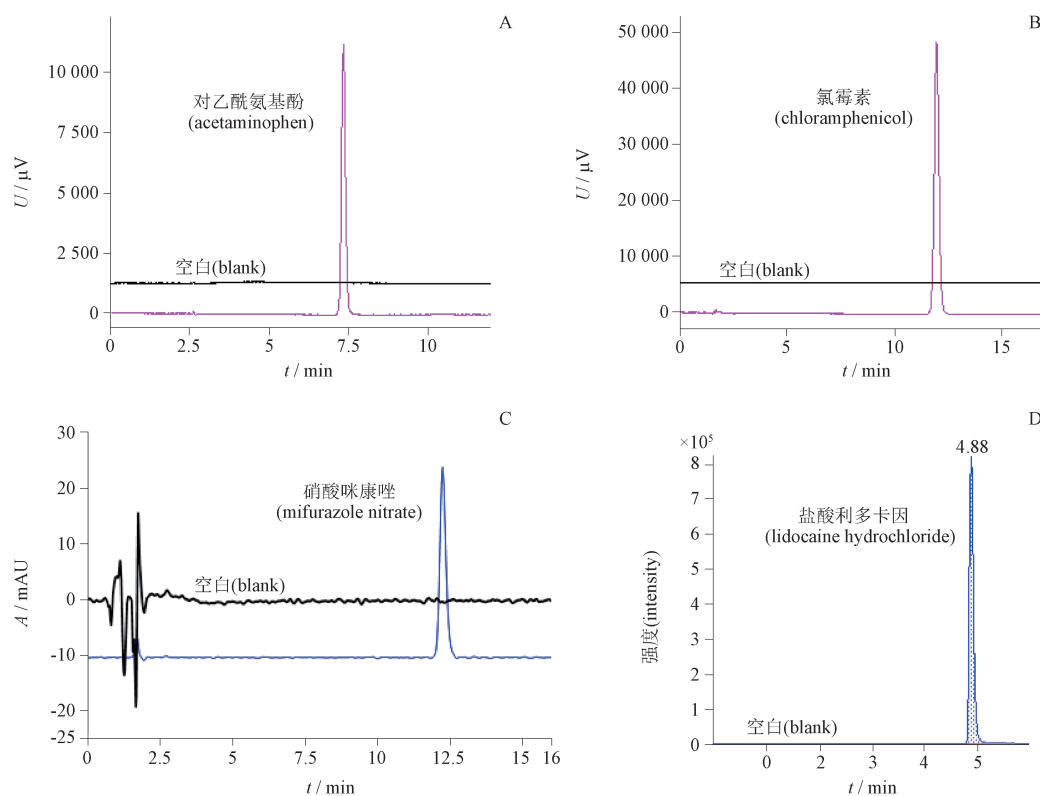 A
10 000
7 500
5 000
2 500
0
U / μV
对乙酰氨基酚
(acetaminophen)
空白(blank)
0
2.5
5
7.5
10
t / min
B
50 000
40 000
30 000
20 000
10 000
0
U / μV
氯霉素
(chloramphenicol)
空白(blank)
0
5
10
15
t / min
C
30
20
10
0
-10
-20
-25
A / mAU
硝酸咪康唑
(mifurazole nitrate)
空白(blank)
0
2.5
5
7.5
10
12.5
16
t / min
D
×10⁵
8
7
6
5
4
3
2
1
0
强度(intensity)
4.88
盐酸利多卡因
(lidocaine hydrochloride)
空白(blank)
0
2
3
4
5
t / min